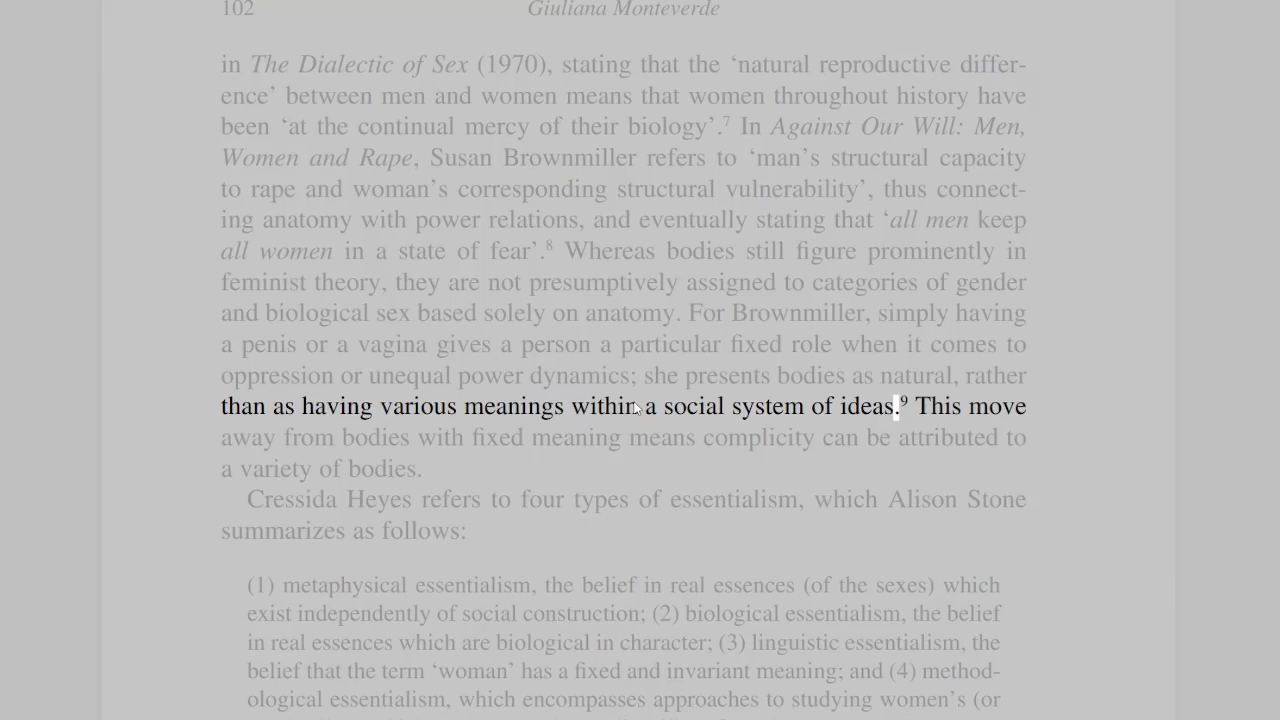 102 Giuliana Monteverde
in The Dialectic of Sex (1970), stating that the ‘natural reproductive differ-
ence’ between men and women means that women throughout history have
been ‘at the continual mercy of their biology’.⁷ In Against Our Will: Men,
Women and Rape, Susan Brownmiller refers to ‘man’s structural capacity
to rape and woman’s corresponding structural vulnerability’, thus connect-
ing anatomy with power relations, and eventually stating that ‘all men keep
all women in a state of fear’.⁸ Whereas bodies still figure prominently in
feminist theory, they are not presumptively assigned to categories of gender
and biological sex based solely on anatomy. For Brownmiller, simply having
a penis or a vagina gives a person a particular fixed role when it comes to
oppression or unequal power dynamics; she presents bodies as natural, rather
than as having various meanings within a social system of ideas.⁹ This move
away from bodies with fixed meaning means complicity can be attributed to
a variety of bodies.
Cressida Heyes refers to four types of essentialism, which Alison Stone
summarizes as follows:
(1) metaphysical essentialism, the belief in real essences (of the sexes) which
exist independently of social construction; (2) biological essentialism, the belief
in real essences which are biological in character; (3) linguistic essentialism, the
belief that the term ‘woman’ has a fixed and invariant meaning; and (4) method-
ological essentialism, which encompasses approaches to studying women’s (or